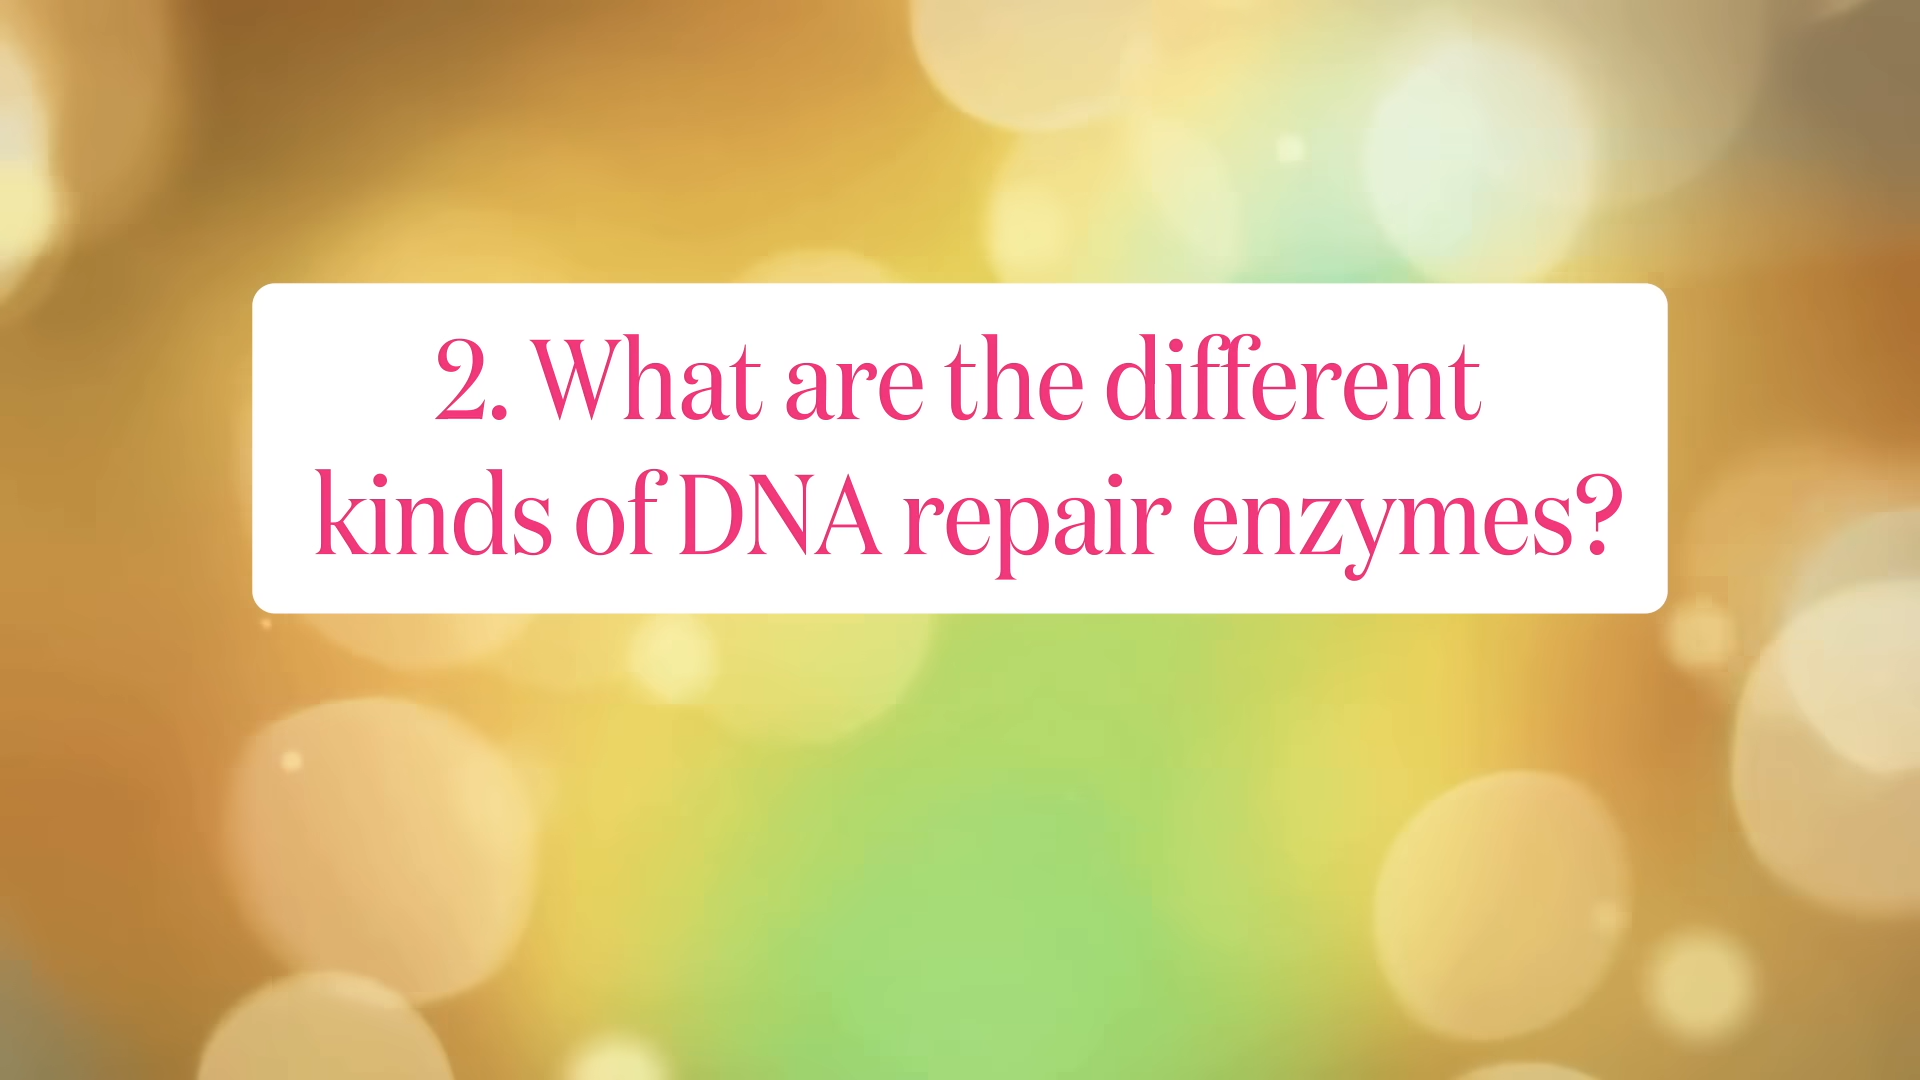 2. What are the different
kinds of DNA repair enzymes?